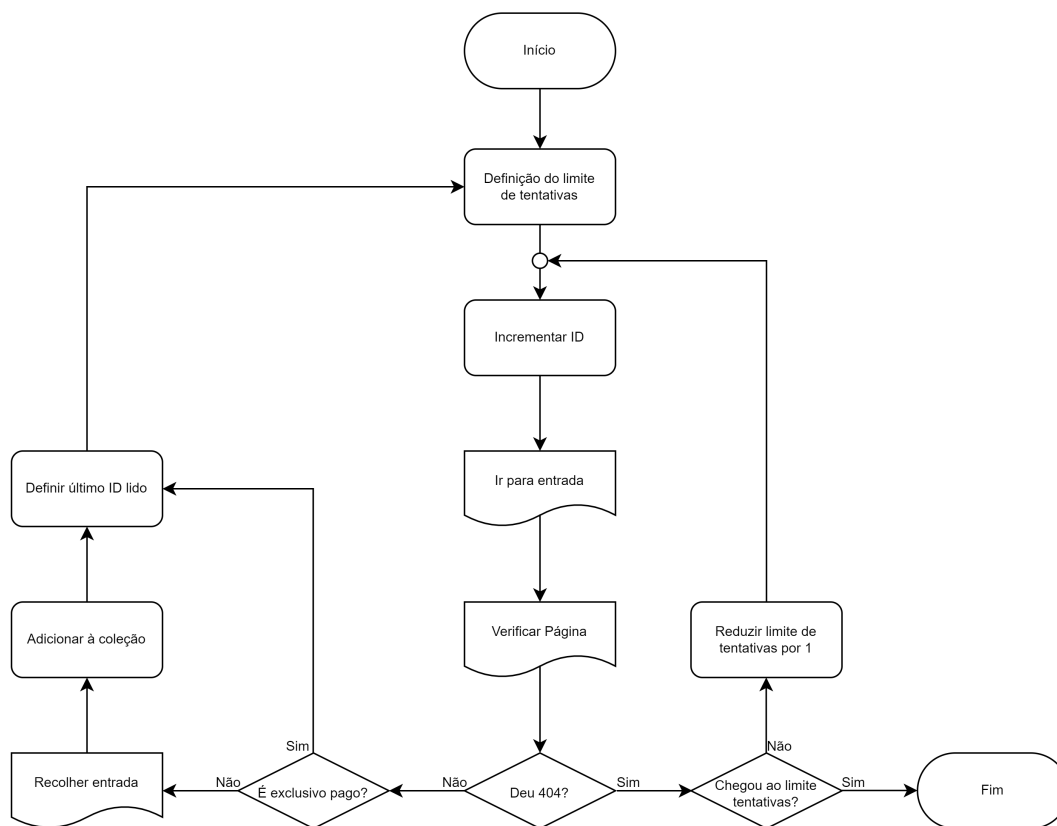 Início
Definição do limite
de tentativas
Incrementar ID
Ir para entrada
Definir último ID lido
Verificar Página
Adicionar à coleção
Reduzir limite de
tentativas por 1
Sim
Não
Recolher entrada
Não
É exclusivo pago?
Não
Deu 404?
Sim
Chegou ao limite
tentativas?
Sim
Fim